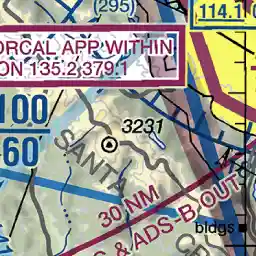 (295)
114.1
ORCAL APP WITHIN
ON 135.2 379.1
100
60
3231
SANTA
30 NM
& ADS-B OUT
bldgs